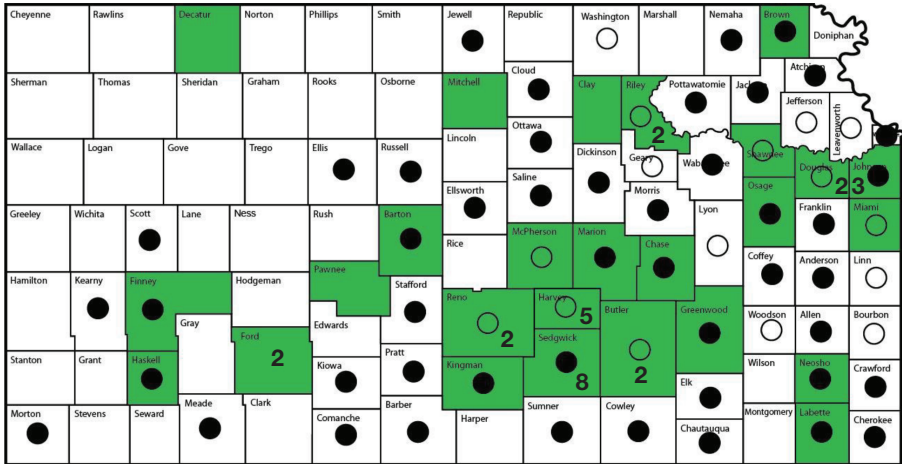 Cheyenne Rawlins Decatur Norton Phillips Smith Jewell Republic Washington Marshall Nemaha Brown Doniphan
Sherman Thomas Sheridan Graham Rooks Osborne Mitchell Cloud Clay Riley Pottawatomie Jackson Atchison
Jefferson Leavenworth
Ottawa
2
Lincoln
Wallace Logan Gove Trego Ellis Russell Dickinson Geary Wabaunsee Shawnee Douglas Johnson
Saline
23
Ellsworth Morris Osage
Greeley Wichita Scott Lane Ness Rush Barton Lyon Franklin Miami
Rice McPherson Marion Chase
Hamilton Kearny Finney Hodgeman Pawnee Stafford Coffey Anderson Linn
Reno Harvey Butler Greenwood
5
Gray Edwards Woodson Allen Bourbon
Ford 2 2 Sedgwick
Stanton Grant Haskell Kiowa Pratt Kingman 8 2 Wilson Neosho Crawford
Elk
Morton Stevens Seward Meade Clark Comanche Barber Harper Sumner Cowley Chautauqua Montgomery Labette Cherokee